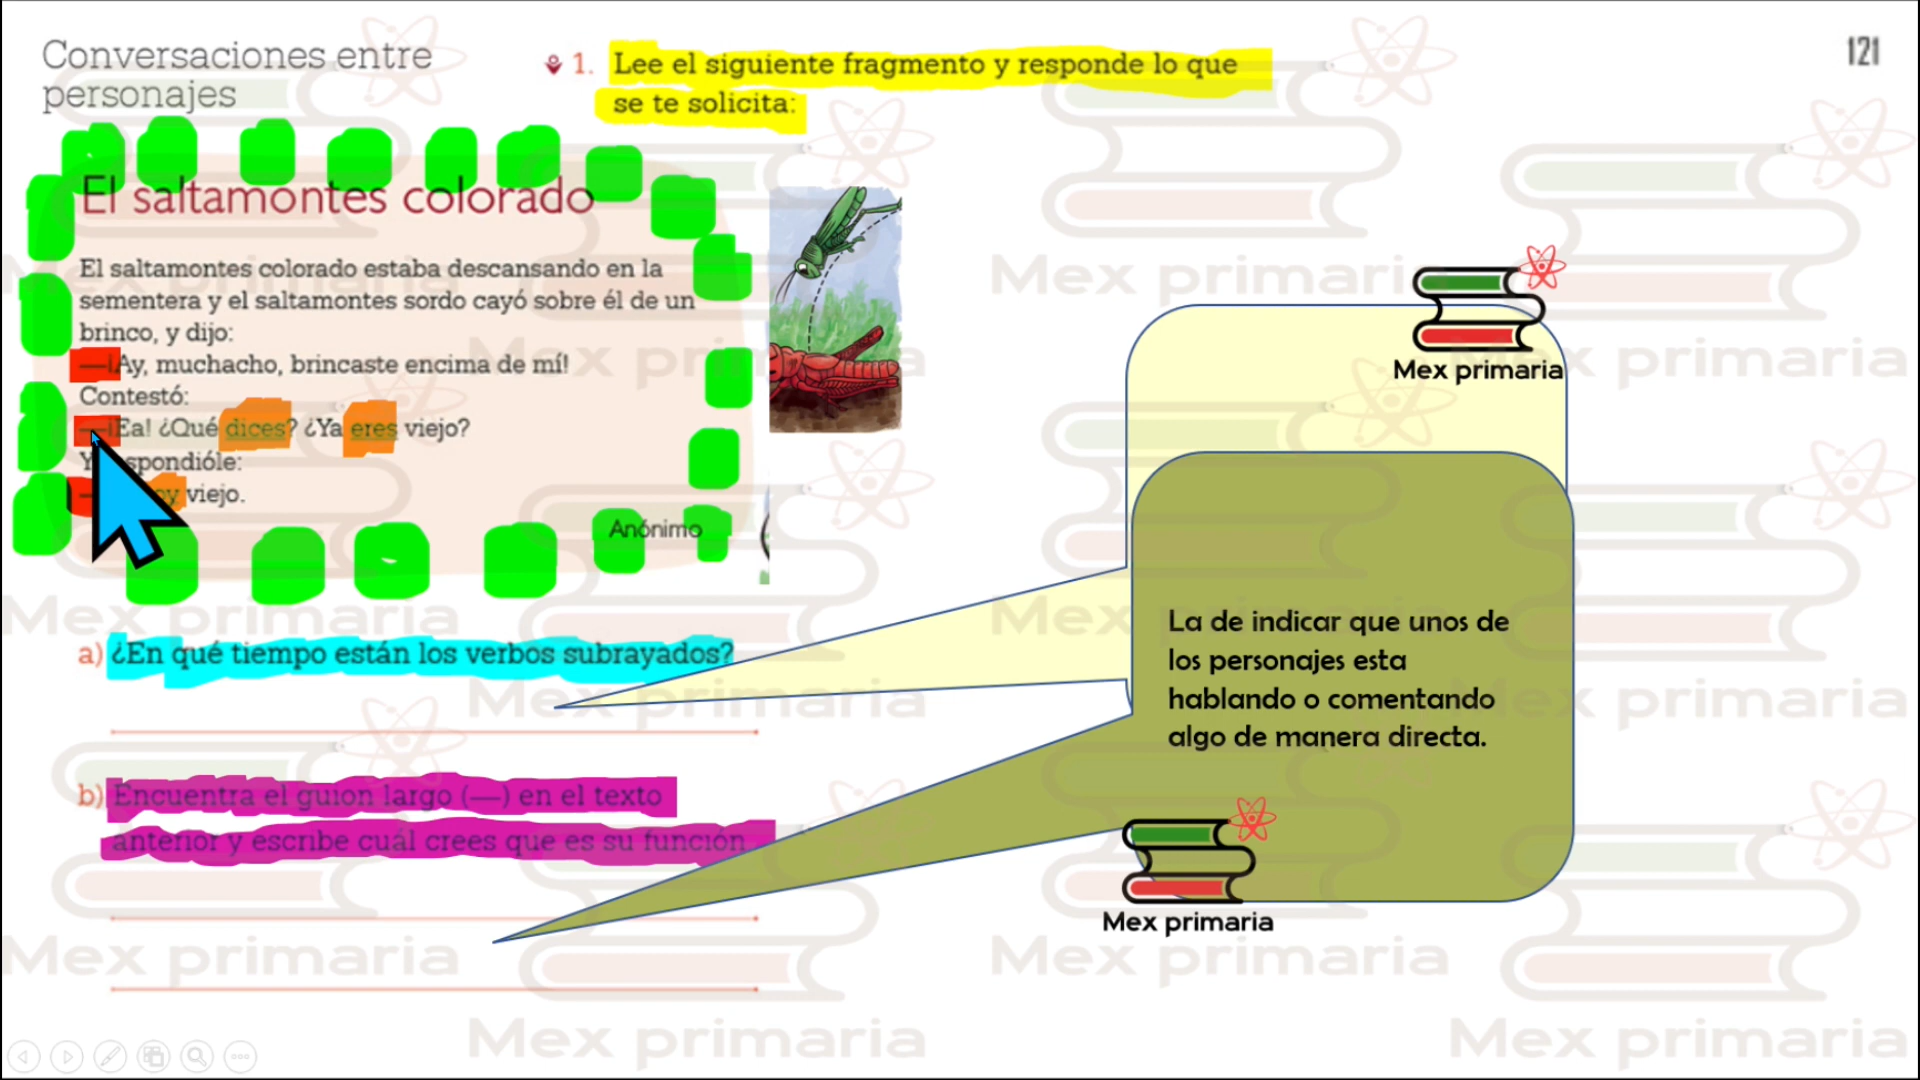 Conversaciones entre
personajes
1. Lee el siguiente fragmento y responde lo que
se te solicita:
121
El saltamontes colorado
El saltamontes colorado estaba descansando en la
sementera y el saltamontes sordo cayó sobre él de un
brinco, y dijo:
—¡Ay, muchacho, brincaste encima de mí!
Contestó:
—¡Ea! ¿Qué dices? ¿Ya eres viejo?
viejo.
Anónimo
a) ¿En qué tiempo están los verbos subrayados?
b) Encuentra el guion largo (—) en el texto
anterior y escribe cuál crees que es su función
Mex primaria
La de indicar que unos de
los personajes esta
hablando o comentando
algo de manera directa.
Mex primaria